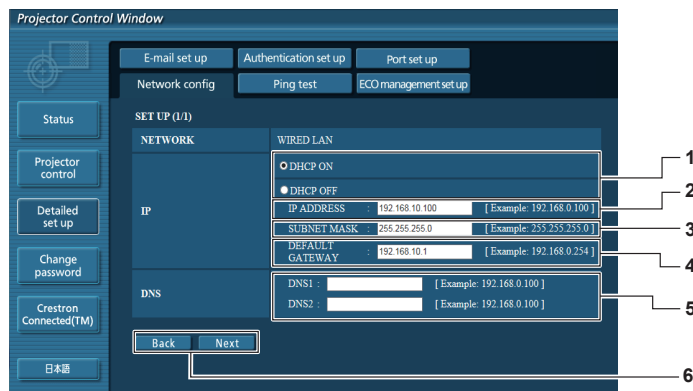 Projector Control Window
E-mail set up
Authentication set up
Port set up
Network config
Ping test
ECO management set up
Status
Projector
control
Detailed
set up
Change
password
Crestron
Connected(TM)
日本語
SET UP (1/1)
NETWORK
WIRED LAN
IP
DHCP ON
DHCP OFF
IP ADDRESS : 192.168.10.100 [ Example: 192.168.0.100 ]
SUBNET MASK : 255.255.255.0 [ Example: 255.255.255.0 ]
DEFAULT
GATEWAY : 192.168.10.1 [ Example: 192.168.0.254 ]
DNS
DNS1 : [ Example: 192.168.0.100 ]
DNS2 : [ Example: 192.168.0.100 ]
Back
Next
1
2
3
4
5
6